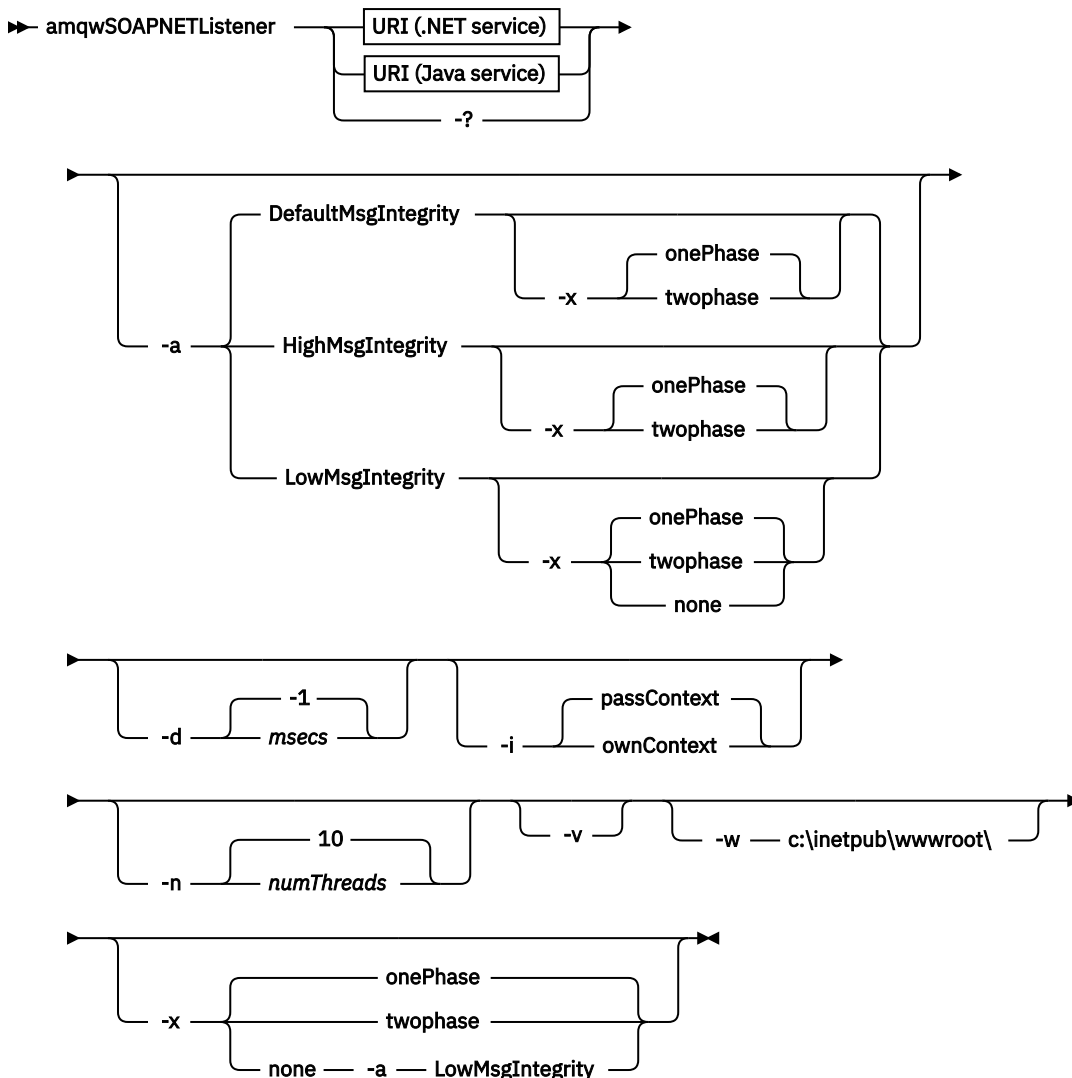 amqwSOAPNETListener
URI (.NET service)
URI (Java service)
-?
DefaultMsgIntegrity
onePhase
-x twophase
-a HighMsgIntegrity
onePhase
-x twophase
LowMsgIntegrity
onePhase
-x twophase
none
-1
-d msecs
passContext
-i ownContext
10
-n numThreads
-v
-w c:\inetpub\wwwroot\
onePhase
-x twophase
none -a LowMsgIntegrity